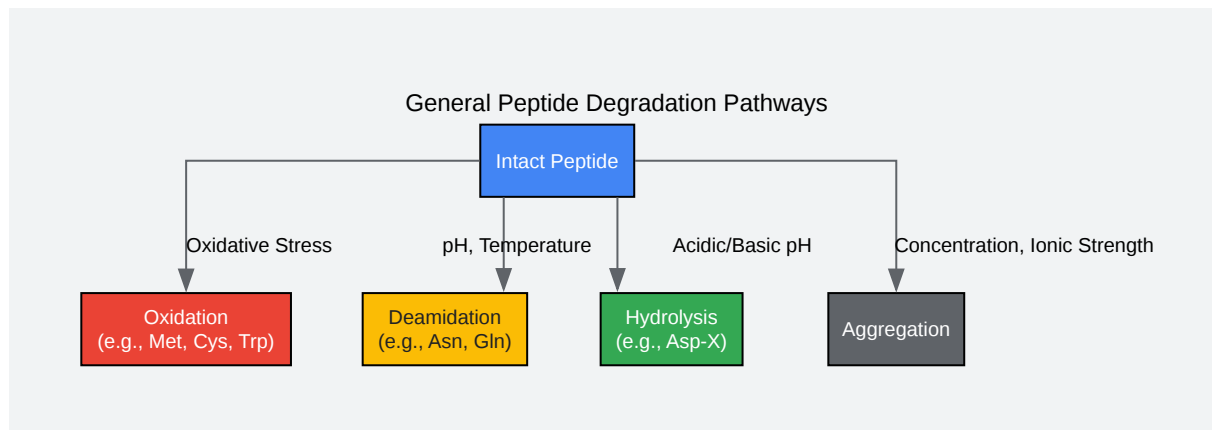 General Peptide Degradation Pathways
Intact Peptide
Oxidative Stress
pH, Temperature
Acidic/Basic pH
Concentration, Ionic Strength
Oxidation
(e.g., Met, Cys, Trp)
Deamidation
(e.g., Asn, Gln)
Hydrolysis
(e.g., Asp-X)
Aggregation